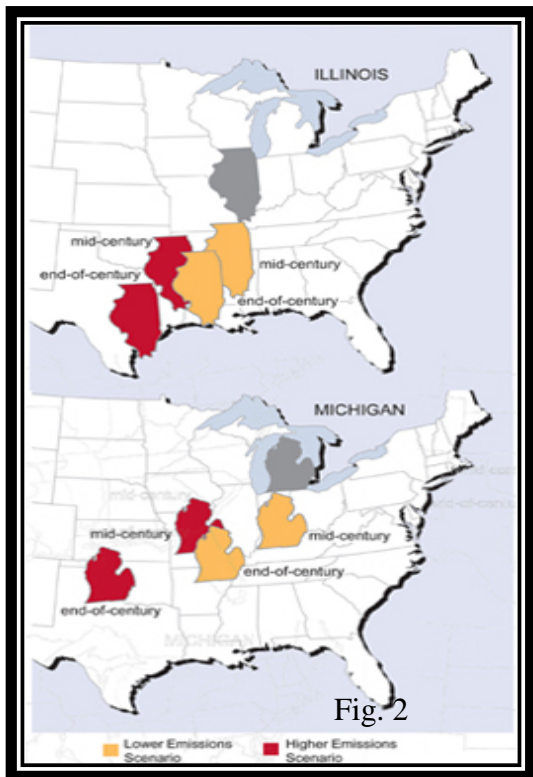 ILLINOIS
mid-century
end-of-century
mid-century
end-of-century
MICHIGAN
mid-century
mid-century
end-of-century
end-of-century
MICHIGAN
Fig. 2
Lower Emissions
Scenario
Higher Emissions
Scenario